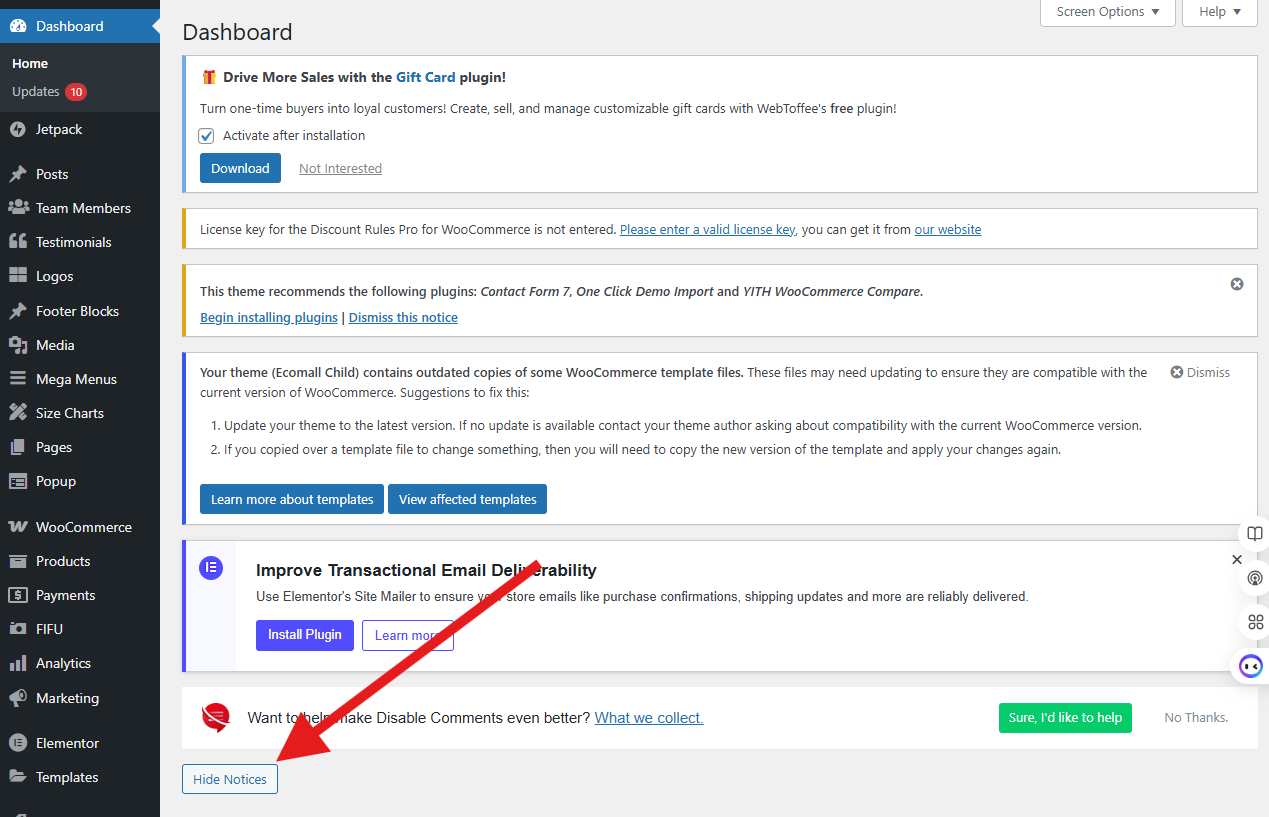 Dashboard
Home
Updates 10
Jetpack
Posts
Team Members
Testimonials
Logos
Footer Blocks
Media
Mega Menus
Size Charts
Pages
Popup
WooCommerce
Products
Payments
FIFU
Analytics
Marketing
Elementor
Templates
Screen Options
Help
Dashboard
Drive More Sales with the Gift Card plugin!
Turn one-time buyers into loyal customers! Create, sell, and manage customizable gift cards with WebToffee's free plugin!
Activate after installation
Download Not Interested
License key for the Discount Rules Pro for WooCommerce is not entered. Please enter a valid license key, you can get it from our website
This theme recommends the following plugins: Contact Form 7, One Click Demo Import and YITH WooCommerce Compare.
Begin installing plugins | Dismiss this notice
Your theme (Ecomall Child) contains outdated copies of some WooCommerce template files. These files may need updating to ensure they are compatible with the
current version of WooCommerce. Suggestions to fix this:
Dismiss
1. Update your theme to the latest version. If no update is available contact your theme author asking about compatibility with the current WooCommerce version.
2. If you copied over a template file to change something, then you will need to copy the new version of the template and apply your changes again.
Learn more about templates View affected templates
Improve Transactional Email Deliverability
Use Elementor's Site Mailer to ensure your store emails like purchase confirmations, shipping updates and more are reliably delivered.
Install Plugin Learn more
Want to help make Disable Comments even better? What we collect.
Sure, I'd like to help No Thanks.
Hide Notices